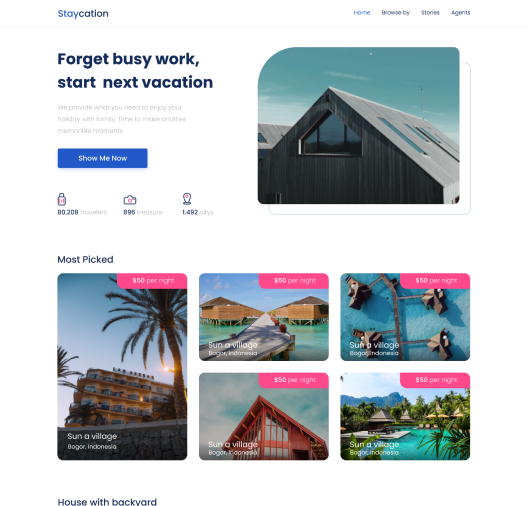 Staycation
Home Browse by Stories Agents
Forget busy work,
start next vacation
We provide what you need to enjoy your
holiday with family. Time to make another
memorible moments.
Show Me Now
80.208 travelers 896 treasure 1.492 citys
Most Picked
$50 per night
Sun a village
Bogor, Indonesia
$50 per night
Sun a village
Bogor, Indonesia
$50 per night
Sun a village
Bogor, Indonesia
$50 per night
Sun a village
Bogor, Indonesia
$50 per night
Sun a village
Bogor, Indonesia
House with backyard